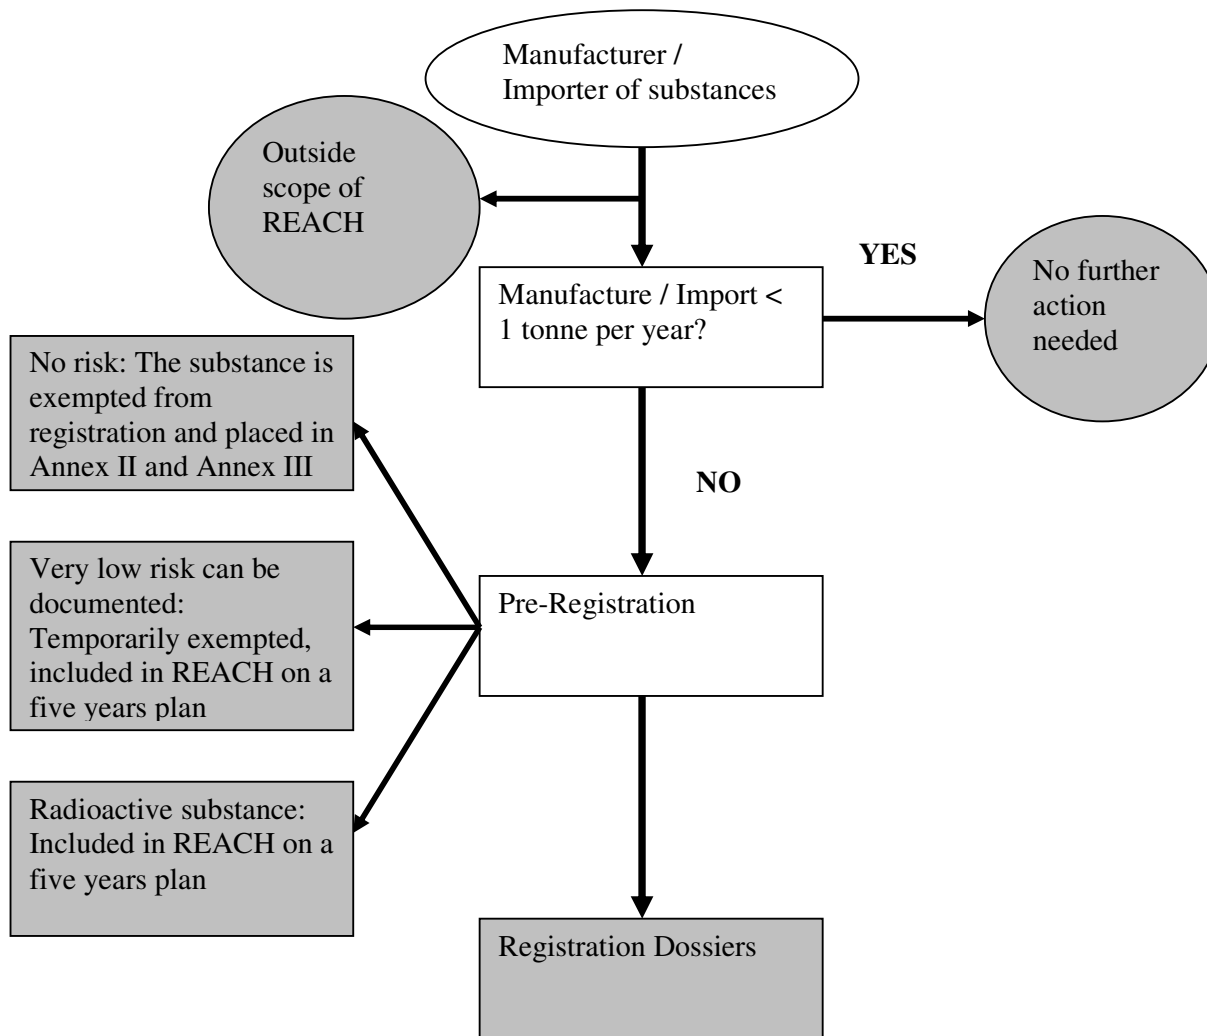 Manufacturer /
Importer of substances
Outside
scope of
REACH
YES
Manufacture / Import <
1 tonne per year?
No further
action
needed
No risk: The substance is
exempted from
registration and placed in
Annex II and Annex III
NO
Very low risk can be
documented:
Temporarily exempted,
included in REACH on a
five years plan
Pre-Registration
Radioactive substance:
Included in REACH on a
five years plan
Registration Dossiers